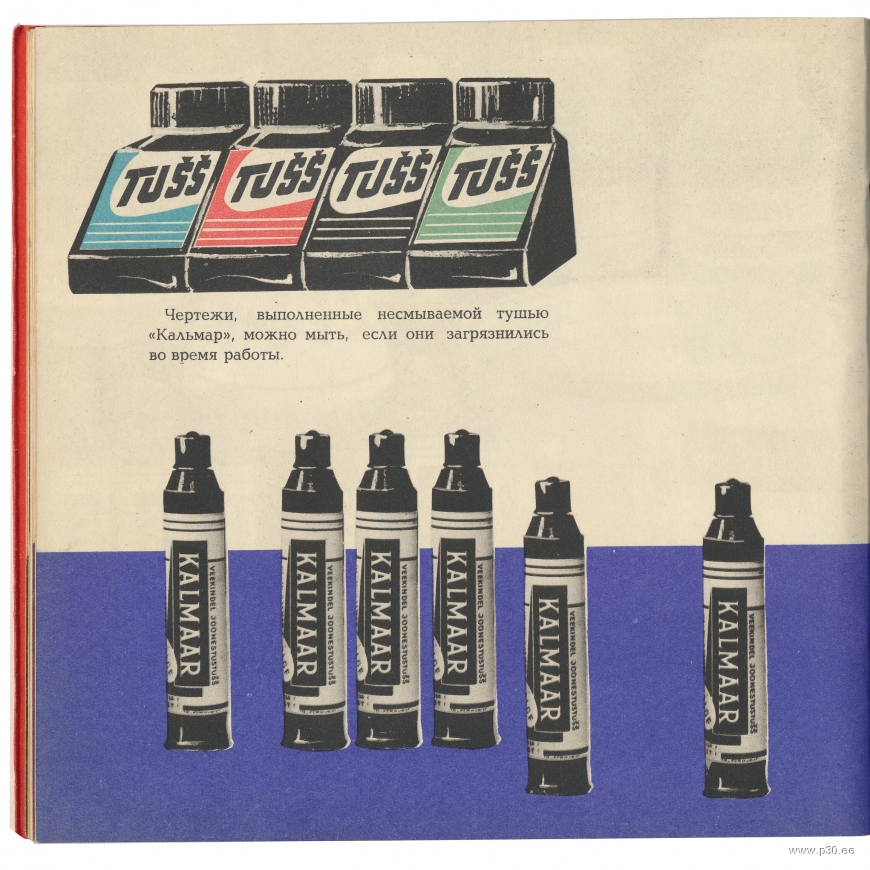 TUŠŠ TUŠŠ TUŠŠ TUŠŠ
Чертежи, выполненные несмываемой тушью
«Кальмар», можно мыть, если они загрязнились
во время работы.
KALMAAR
VEEKINDEL JOONESTUSTUŠŠ
KALMAAR
VEEKINDEL JOONESTUSTUŠŠ
KALMAAR
VEEKINDEL JOONESTUSTUŠŠ
KALMAAR
VEEKINDEL JOONESTUSTUŠŠ
KALMAAR
VEEKINDEL JOONESTUSTUŠŠ
KALMAAR
VEEKINDEL JOONESTUSTUŠŠ
www.p30.ee